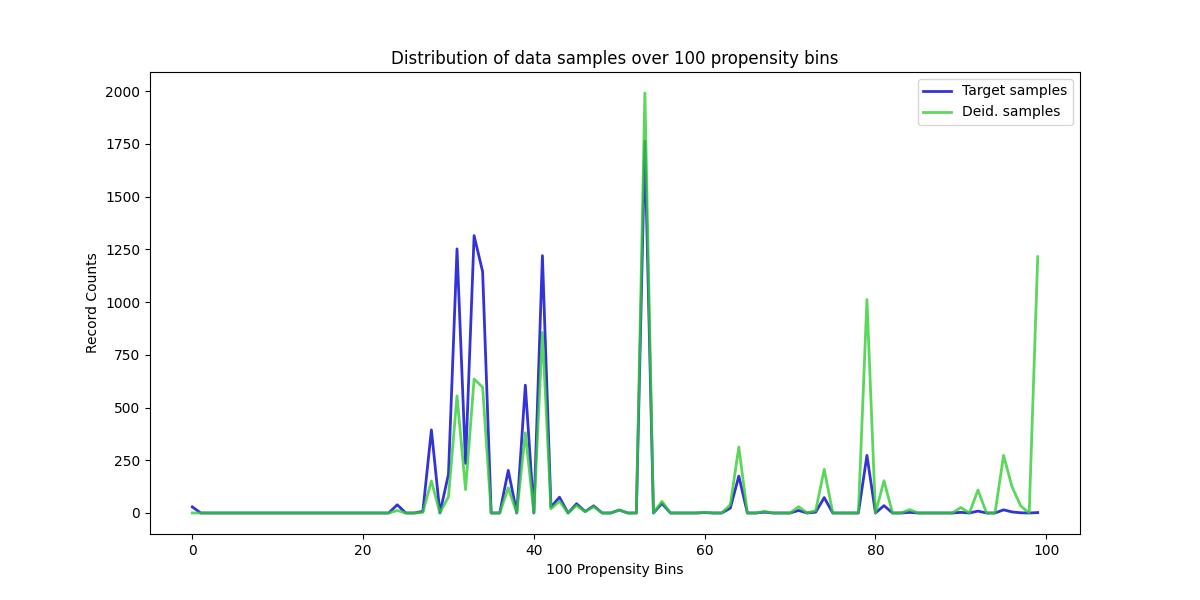 Distribution of data samples over 100 propensity bins
Target samples
Deid. samples
2000
1750
1500
1250
1000
750
500
250
0
Record Counts
0 20 40 60 80 100
100 Propensity Bins